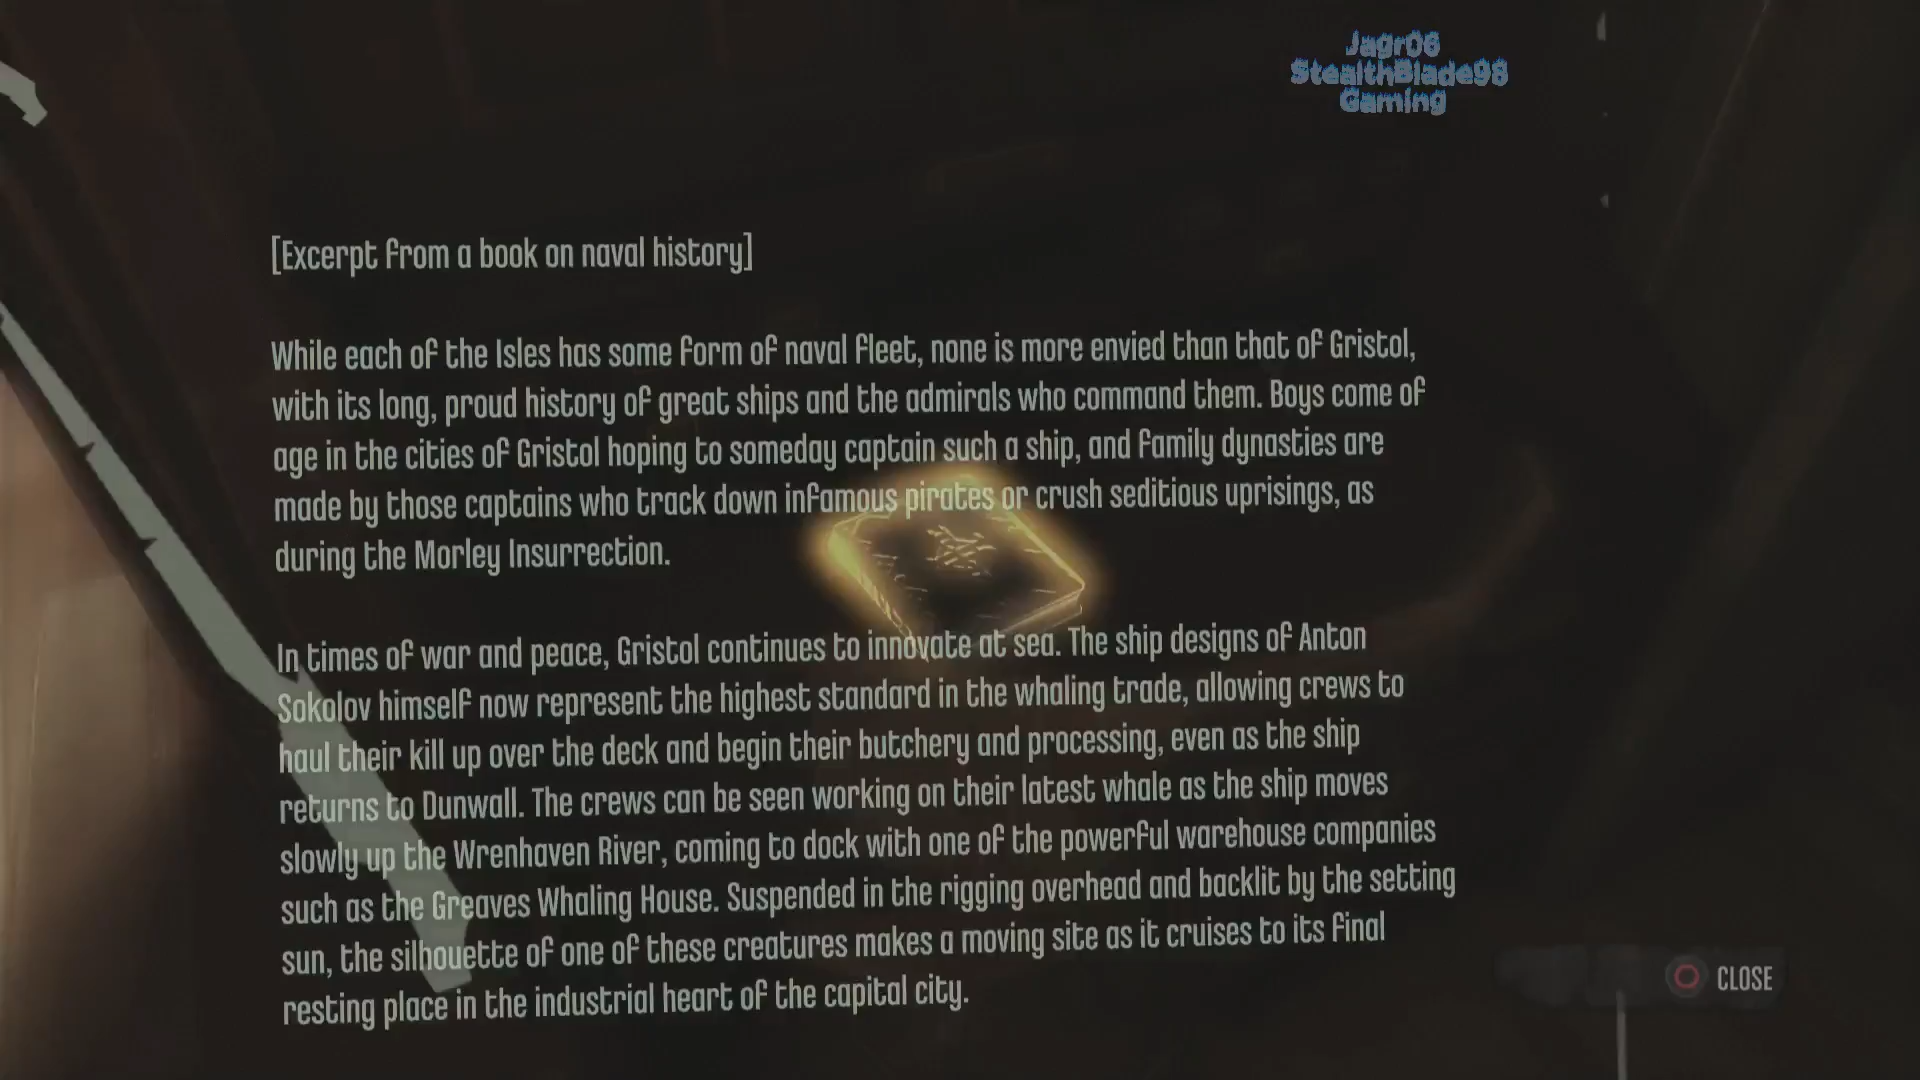 Jagr06
StealthBlade98
Gaming
[Excerpt from a book on naval history]
While each of the Isles has some form of naval fleet, none is more envied than that of Gristol,
with its long, proud history of great ships and the admirals who command them. Boys come of
age in the cities of Gristol hoping to someday captain such a ship, and family dynasties are
made by those captains who track down infamous pirates or crush seditious uprisings, as
during the Morley Insurrection.
In times of war and peace, Gristol continues to innovate at sea. The ship designs of Anton
Sokolov himself now represent the highest standard in the whaling trade, allowing crews to
haul their kill up over the deck and begin their butchery and processing, even as the ship
returns to Dunwall. The crews can be seen working on their latest whale as the ship moves
slowly up the Wrenhaven River, coming to dock with one of the powerful warehouse companies
such as the Greaves Whaling House. Suspended in the rigging overhead and backlit by the setting
sun, the silhouette of one of these creatures makes a moving site as it cruises to its final
resting place in the industrial heart of the capital city.
CLOSE